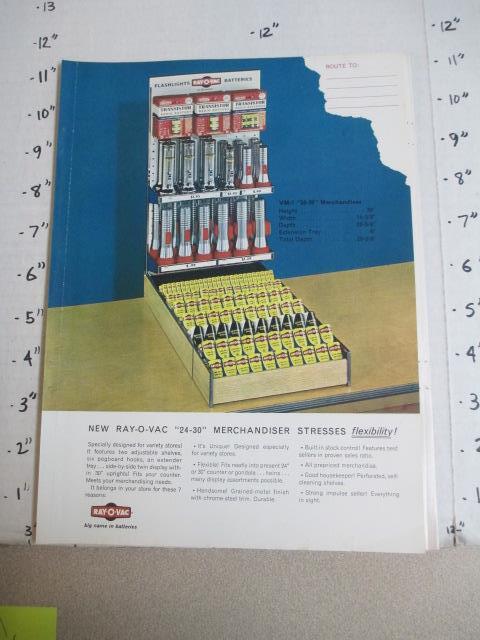 ROUTE TO:
FLASHLIGHTS RAY-O-VAC BATTERIES
TRANSISTOR TRANSISTOR TRANSISTOR
VM-1 "24-30" Merchandiser
Height
Width
Depth
Extension Tray
Total Depth
NEW RAY-O-VAC "24-30" MERCHANDISER STRESSES flexibility!
Specially designed for variety stores!
It features two adjustable shelves,
six pegboard hooks, an extender
tray . . . side-by-side twin display with
in 30" uprights! Fits your counter.
Meets your merchandising needs.
It belongs in your store for these 7
reasons:
• It's Unique! Designed especially
for variety stores.
• Flexible! Fits neatly into present 24"
or 30" counter or gondola . . . twins . . .
many display assortments possible.
• Handsome! Grained-metal finish
with chrome steel trim. Durable.
• Built-in stock control! Features best
sellers in proven sales ratio.
• All prepriced merchandise.
• Good housekeeper! Perforated, self-
cleaning shelves.
• Strong impulse seller! Everything
in sight.
RAY-O-VAC
big name in batteries
-13
-12"
-11"
-10"
-9"
-8"
-7"
-6"
-5"
-4"
-3"
-2"
-1"
-12"
-12"
-11"
-10"
-9"
-8"
7"
6
-5"
-4"
-3"
-2"
-1"
12"